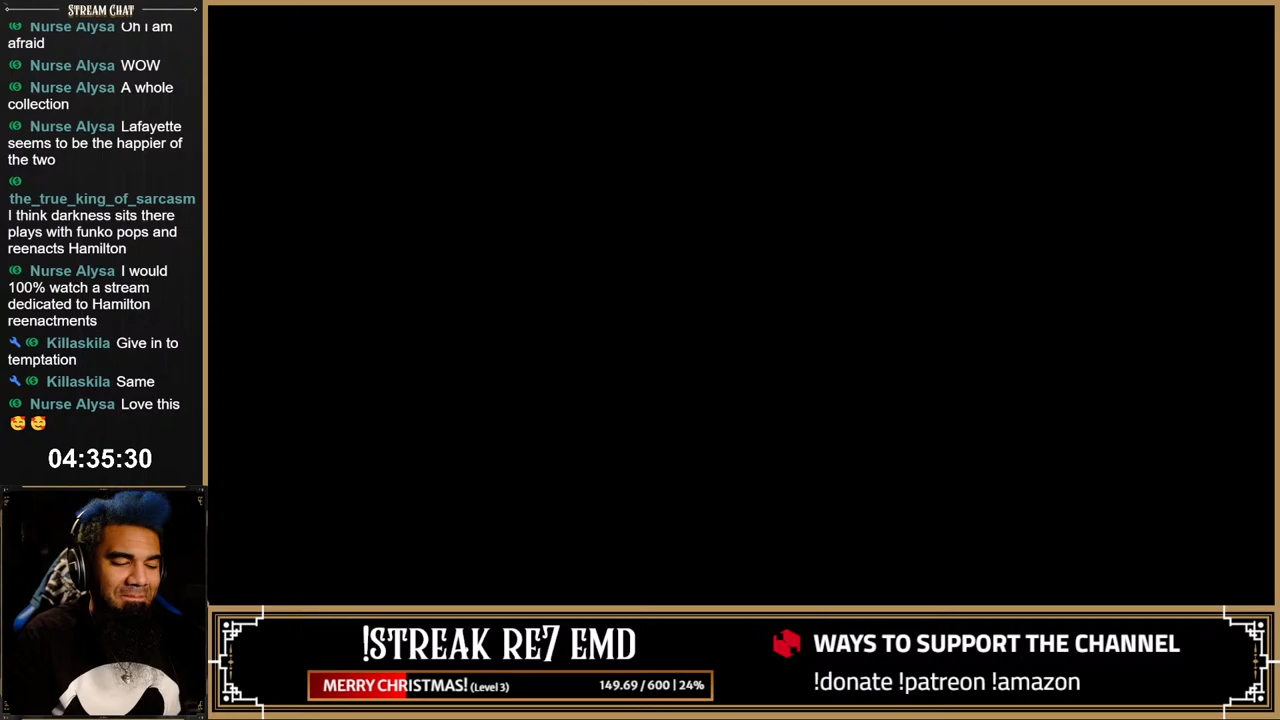 STREAM CHAT
Nurse Alysa Oh I am
afraid
Nurse Alysa WOW
Nurse Alysa A whole
collection
Nurse Alysa Lafayette
seems to be the happier of
the two
the_true_king_of_sarcasm
I think darkness sits there
plays with funko pops and
reenacts Hamilton
Nurse Alysa I would
100% watch a stream
dedicated to Hamilton
reenactments
Killaskila Give in to
temptation
Killaskila Same
Nurse Alysa Love this
🥰 🥰
04:35:30
!STREAK RE7 EMD
MERRY CHRISTMAS! (Level 3) 149.69 / 600 | 24%
WAYS TO SUPPORT THE CHANNEL
!donate !patreon !amazon